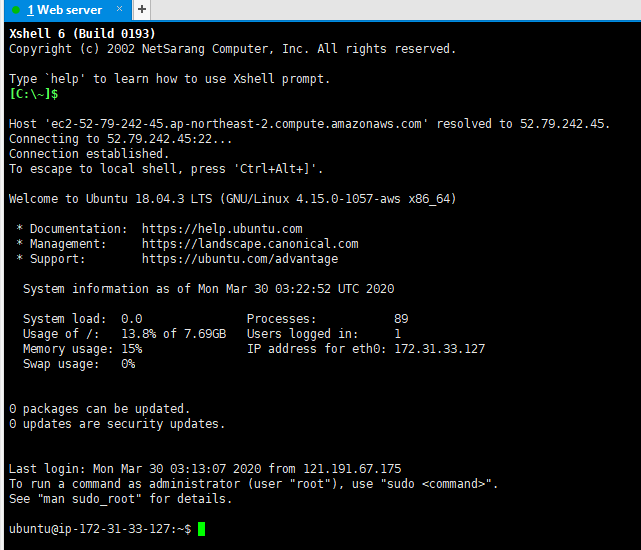 1 Web server × +
Xshell 6 (Build 0193)
Copyright (c) 2002 NetSarang Computer, Inc. All rights reserved.
Type `help' to learn how to use Xshell prompt.
[C:\~]$
Host 'ec2-52-79-242-45.ap-northeast-2.compute.amazonaws.com' resolved to 52.79.242.45.
Connecting to 52.79.242.45:22...
Connection established.
To escape to local shell, press 'Ctrl+Alt+]'.
Welcome to Ubuntu 18.04.3 LTS (GNU/Linux 4.15.0-1057-aws x86_64)
* Documentation:  https://help.ubuntu.com
* Management:     https://landscape.canonical.com
* Support:        https://ubuntu.com/advantage
System information as of Mon Mar 30 03:22:52 UTC 2020
System load:  0.0               Processes:           89
Usage of /:   13.8% of 7.69GB   Users logged in:     1
Memory usage: 15%               IP address for eth0: 172.31.33.127
Swap usage:   0%
0 packages can be updated.
0 updates are security updates.
Last login: Mon Mar 30 03:13:07 2020 from 121.191.67.175
To run a command as administrator (user "root"), use "sudo <command>".
See "man sudo_root" for details.
ubuntu@ip-172-31-33-127:~$